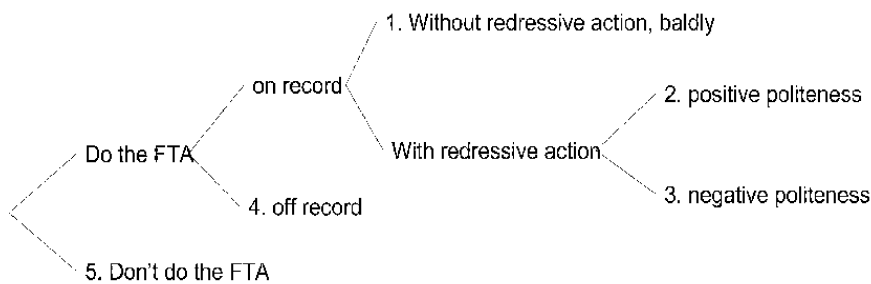 1. Without redressive action, baldly
on record
2. positive politeness
Do the FTA
With redressive action
4. off record
3. negative politeness
5. Don't do the FTA